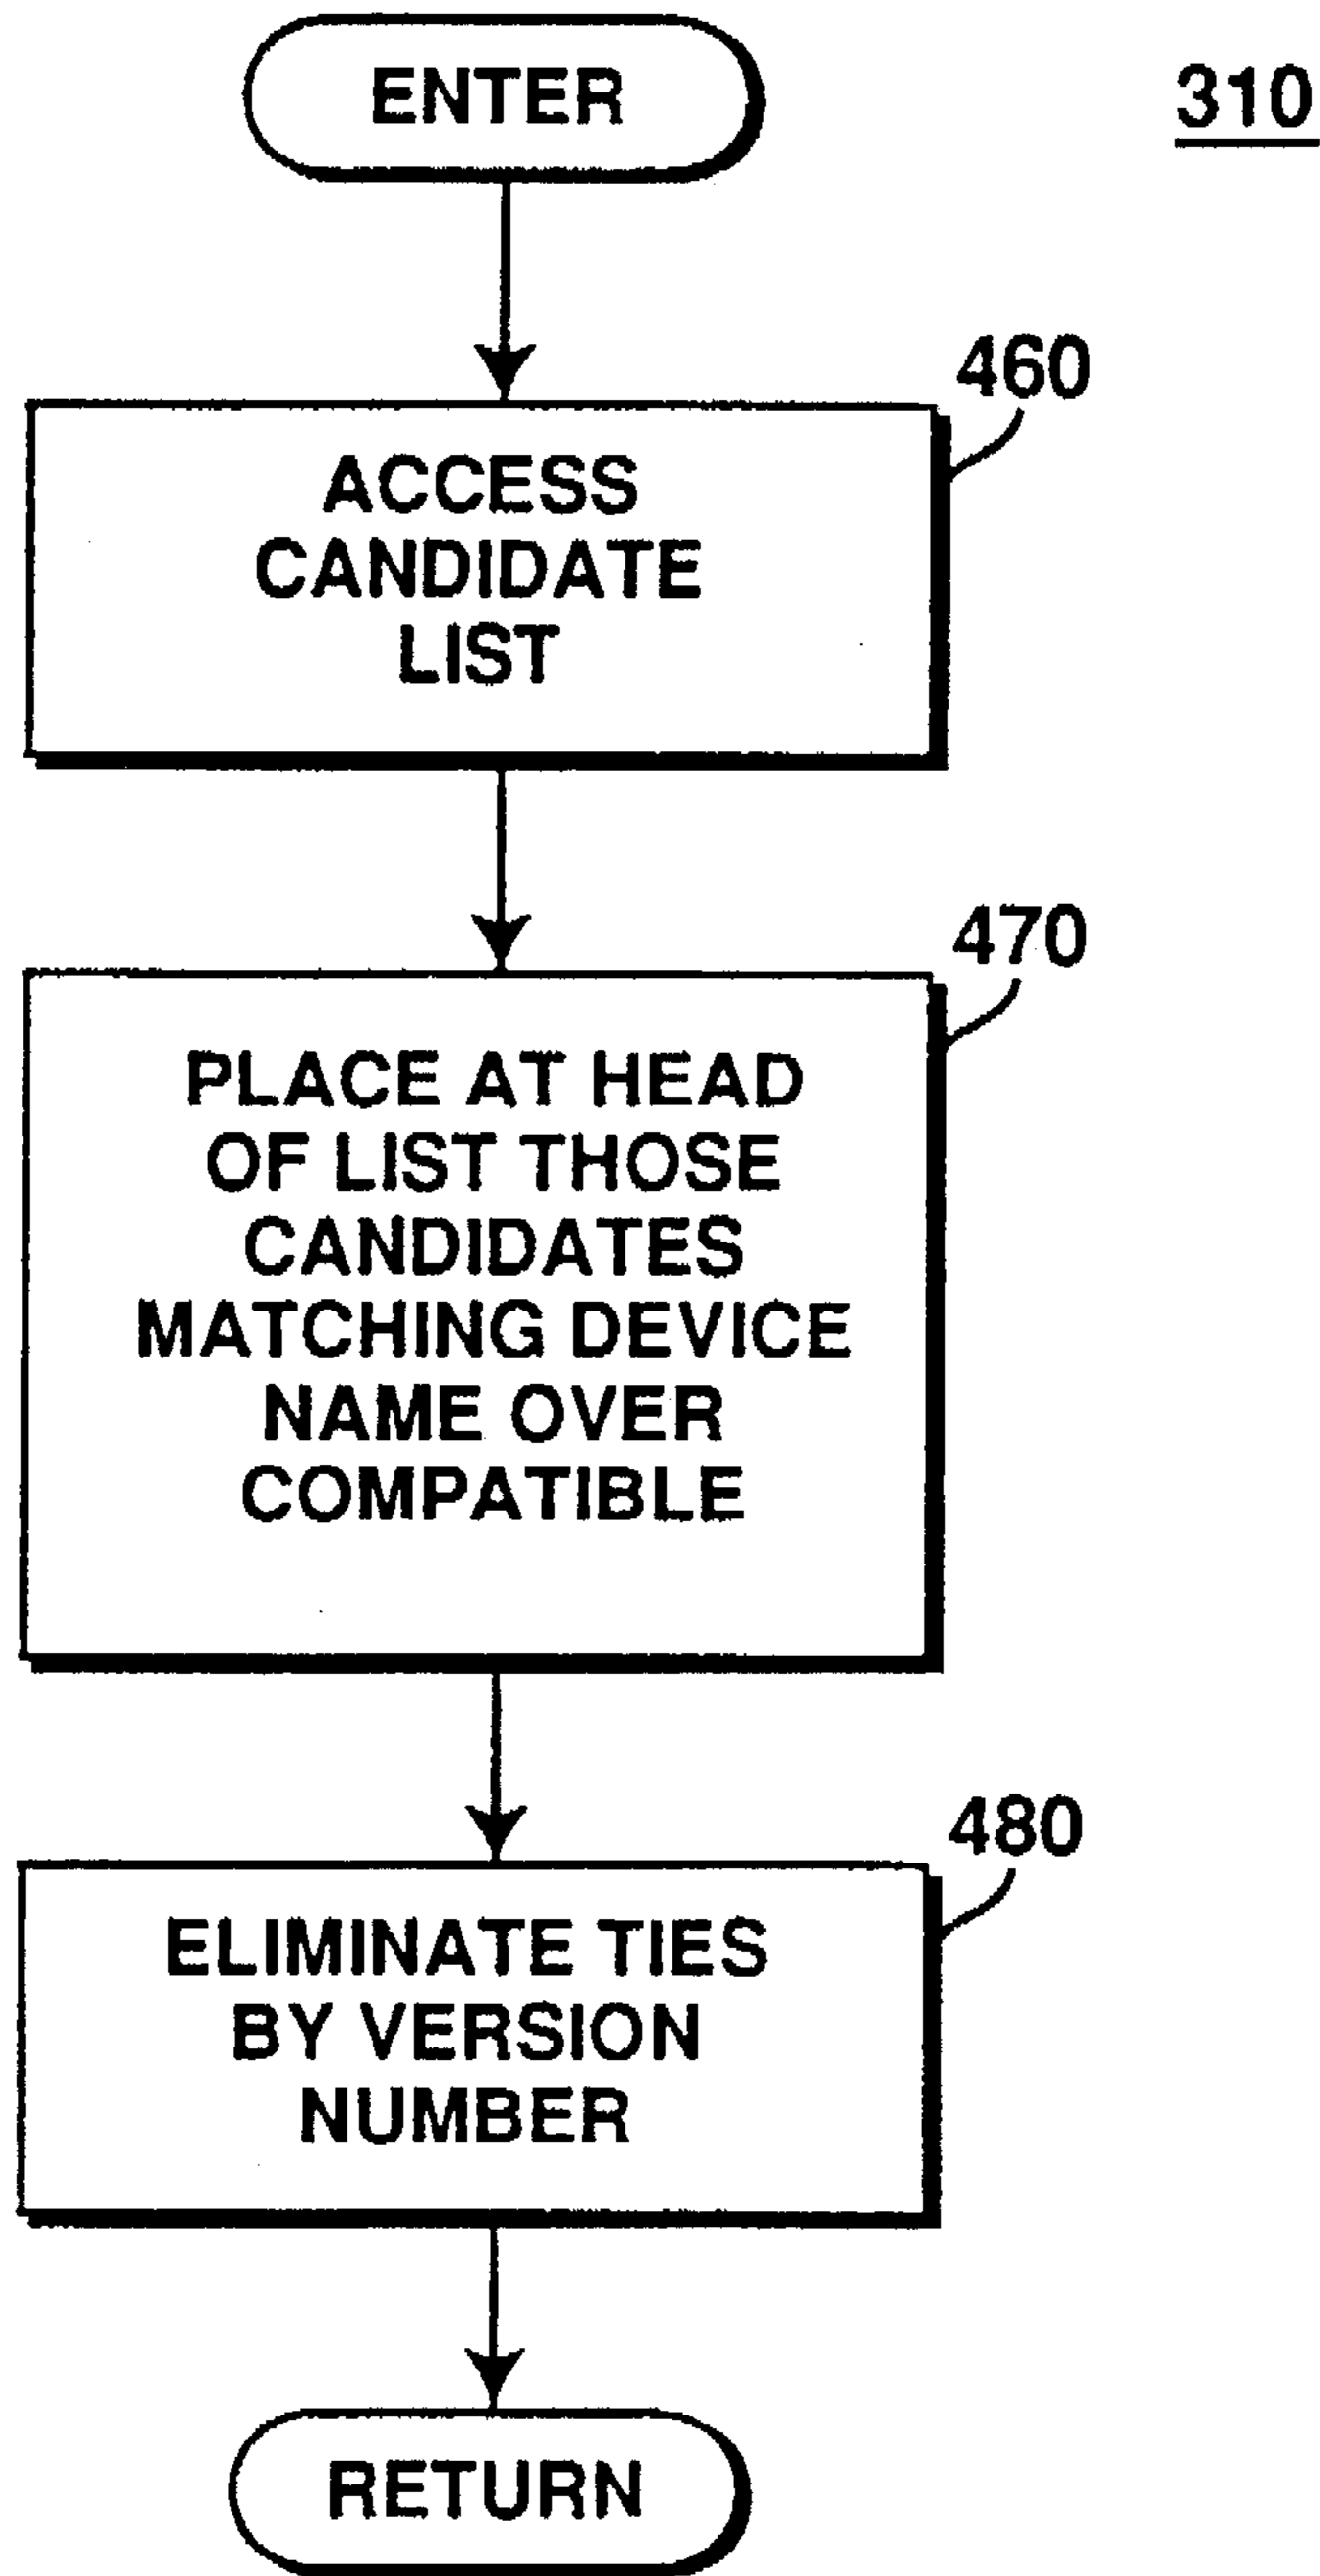 ENTER
310
460
ACCESS
CANDIDATE
LIST
470
PLACE AT HEAD
OF LIST THOSE
CANDIDATES
MATCHING DEVICE
NAME OVER
COMPATIBLE
480
ELIMINATE TIES
BY VERSION
NUMBER
RETURN